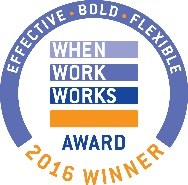 EFFECTIVE • BOLD • FLEXIBLE
WHEN
WORK
WORKS
AWARD
2016 WINNER